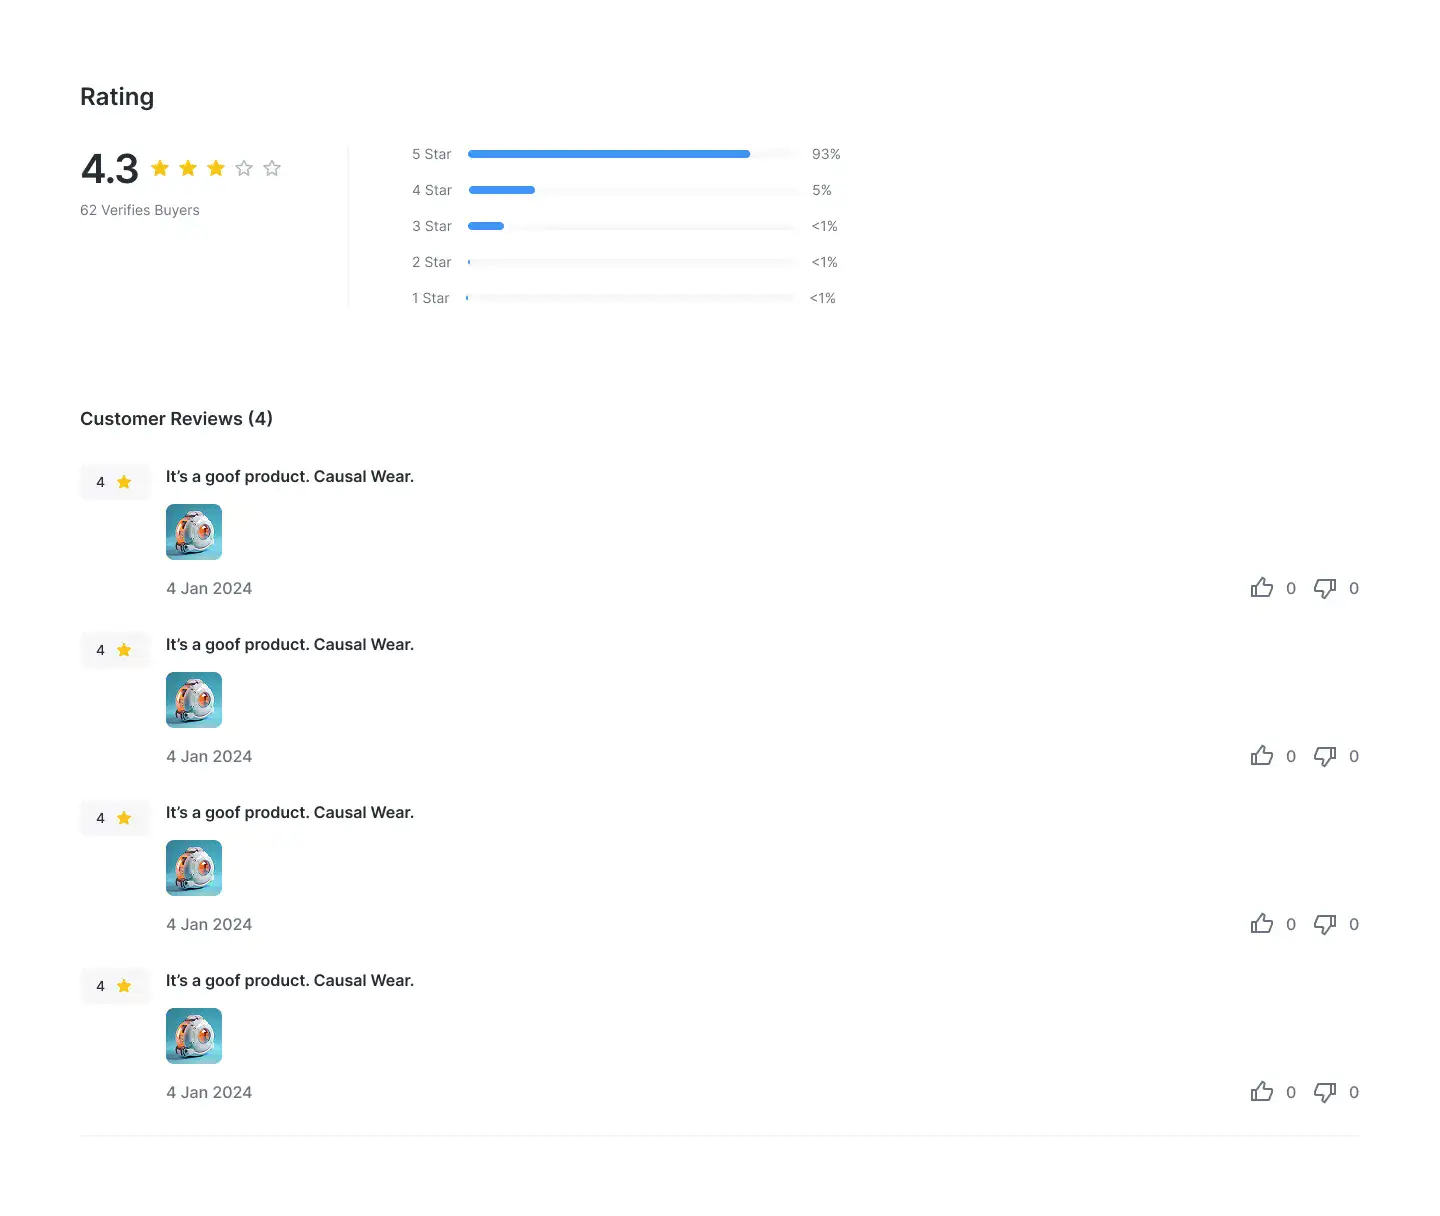 Rating
4.3
62 Verifies Buyers
5 Star 93%
4 Star 5%
3 Star <1%
2 Star <1%
1 Star <1%
Customer Reviews (4)
4 It’s a goof product. Causal Wear.
4 Jan 2024 0 0
4 It’s a goof product. Causal Wear.
4 Jan 2024 0 0
4 It’s a goof product. Causal Wear.
4 Jan 2024 0 0
4 It’s a goof product. Causal Wear.
4 Jan 2024 0 0